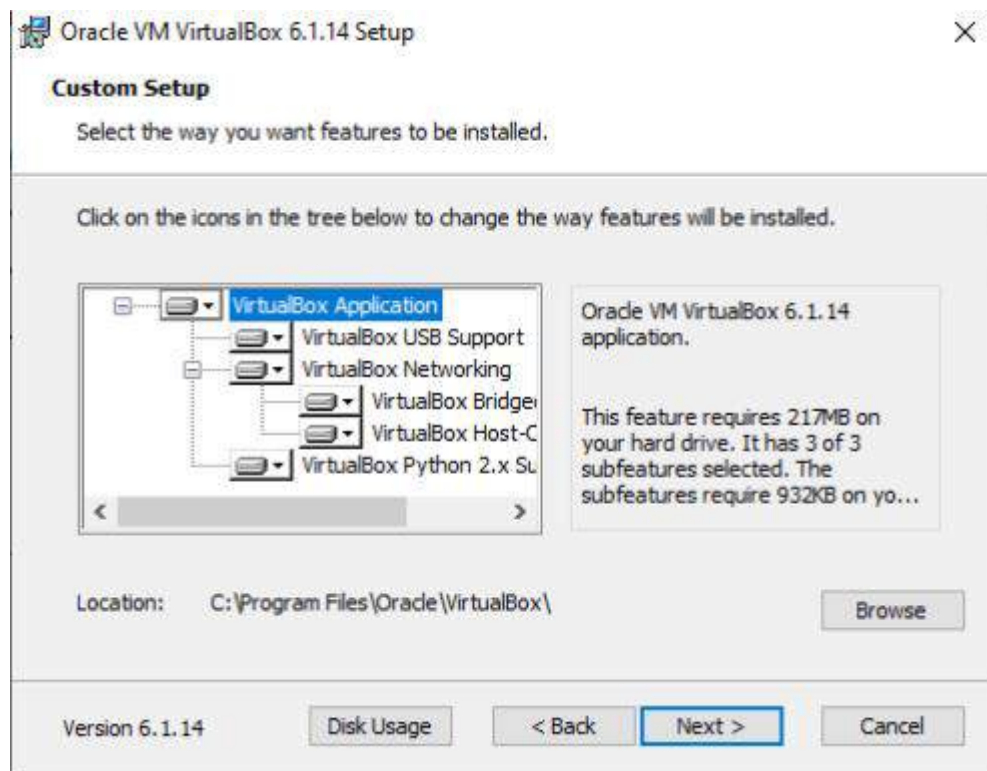 Oracle VM VirtualBox 6.1.14 Setup
Custom Setup
Select the way you want features to be installed.
Click on the icons in the tree below to change the way features will be installed.
VirtualBox Application
VirtualBox USB Support
VirtualBox Networking
VirtualBox Bridge
VirtualBox Host-C
VirtualBox Python 2.x Su
Oracle VM VirtualBox 6.1.14
application.
This feature requires 217MB on
your hard drive. It has 3 of 3
subfeatures selected. The
subfeatures require 932KB on yo...
Location: C:\Program Files\Oracle\VirtualBox\
Browse
Version 6.1.14
Disk Usage
< Back
Next >
Cancel